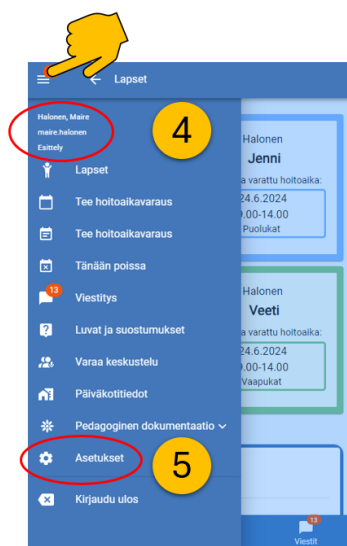 Lapset
Halonen, Maire
maire.halonen
Esittely
4
Lapset
Tee hoitoaikavaraus
Tee hoitoaikavaraus
Tänään poissa
13
Viestitys
Luvat ja suostumukset
Varaa keskustelu
Päiväkotitiedot
Pedagoginen dokumentaatio
Asetukset
5
Kirjaudu ulos
Halonen
Jenni
a varattu hoitoaika:
24.6.2024
.00-14.00
Puolukat
Halonen
Veeti
a varattu hoitoaika:
24.6.2024
.00-14.00
Vaapukat
13
Viestit